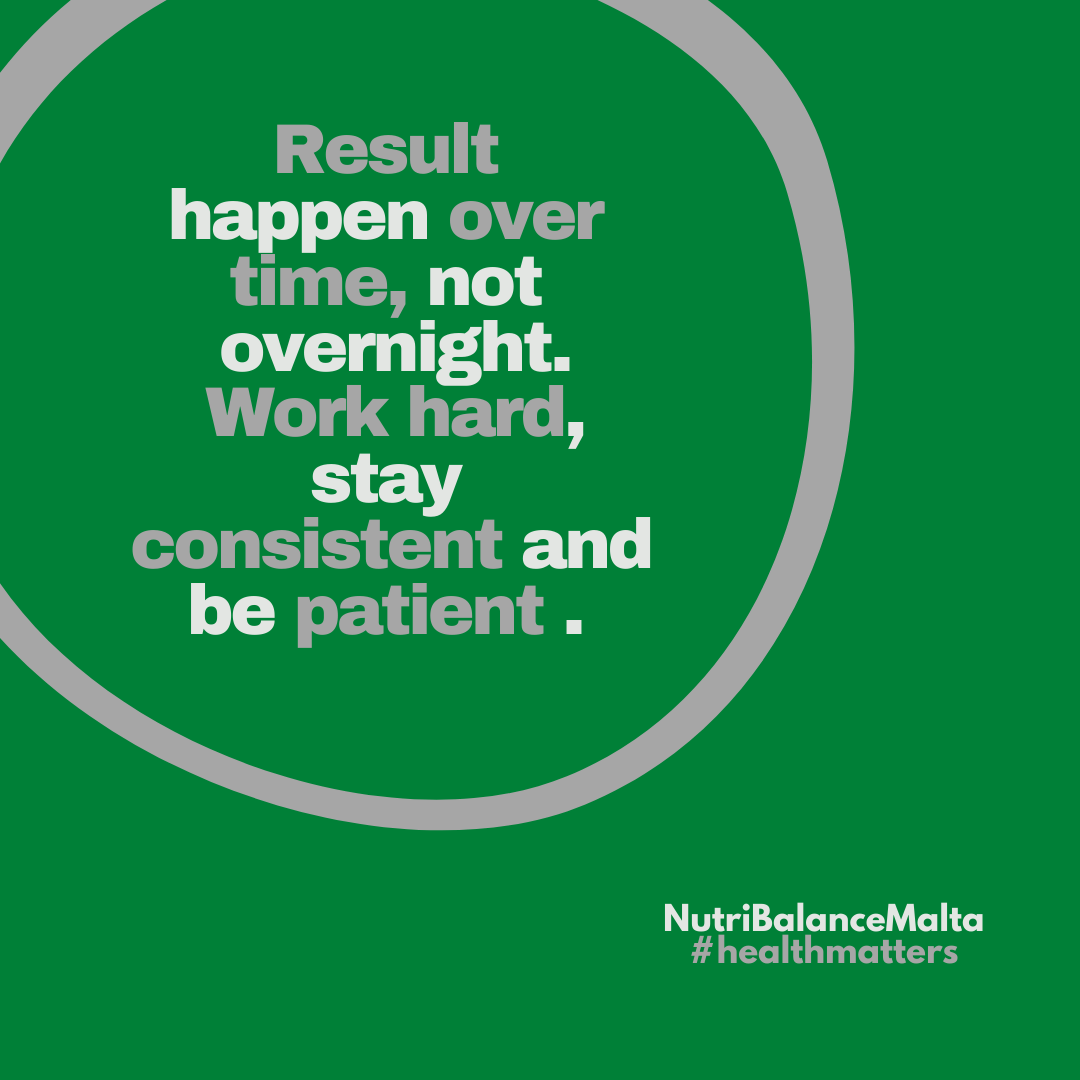 Result
happen over
time, not
overnight.
Work hard,
stay
consistent and
be patient .
NutriBalanceMalta
#healthmatters